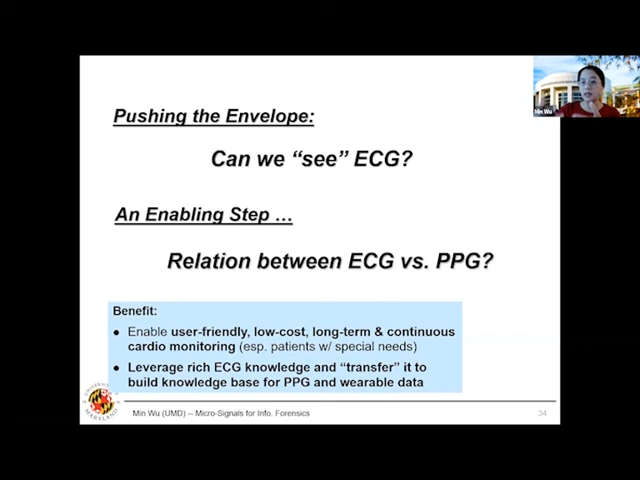 Pushing the Envelope:
Can we “see” ECG?
An Enabling Step …
Relation between ECG vs. PPG?
Benefit:
● Enable user-friendly, low-cost, long-term & continuous
cardio monitoring (esp. patients w/ special needs)
● Leverage rich ECG knowledge and “transfer” it to
build knowledge base for PPG and wearable data
UNIVERSITY OF
MARYLAND
Min Wu (UMD) -- Micro-Signals for Info. Forensics
34
Min Wu